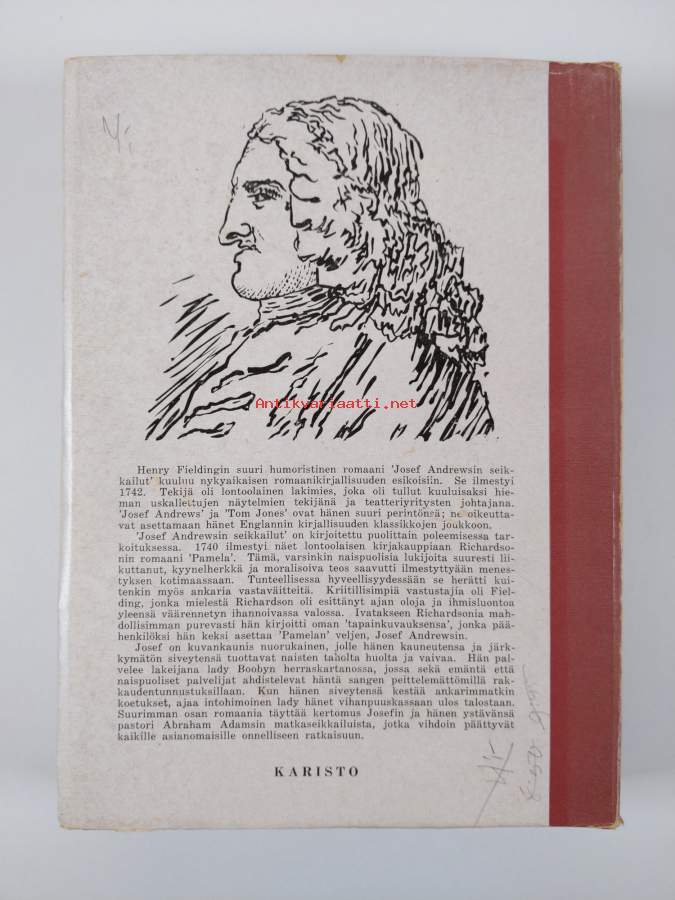 Antikvariaatti.net
Henry Fieldingin suuri humoristinen romaani 'Josef Andrewsin seik-
kailut' kuuluu nykyaikaisen romaanikirjallisuuden esikoisiin. Se ilmestyi
1742. Tekijä oli lontoolainen lakimies, joka oli tullut kuuluisaksi hie-
man uskallettujen näytelmien tekijänä ja teatteriyritysten johtajana.
'Josef Andrews' ja 'Tom Jones' ovat hänen suuri perintönsä; ne oikeutta-
vat asettamaan hänet Englannin kirjallisuuden klassikkojen joukkoon.
'Josef Andrewsin seikkailut' on kirjoitettu puolittain poleemisessa tar-
koituksessa. 1740 ilmestyi näet lontoolaisen kirjakauppiaan Richardso-
nin romaani 'Pamela'. Tämä, varsinkin naispuolisia lukijoita suuresti lii-
kuttanut, kyynelherkkä ja moralisoiva teos saavutti ilmestyttyään menes-
tyksen kotimaassaan. Tunteellisessa hyveellisyydessään se herätti kui-
tenkin myös ankaria vastaväitteitä. Kriitillisimpiä vastustajia oli Fiel-
ding, jonka mielestä Richardson oli esittänyt ajan oloja ja ihmisluontoa
yleensä väärennetyn ihannoivassa valossa. Ivatakseen Richardsonia mah-
dollisimman purevasti hän kirjoitti oman 'tapainkuvauksensa', jonka pää-
henkilöksi hän keksi asettaa 'Pamelan' veljen, Josef Andrewsin.
Josef on kuvankaunis nuorukainen, jolle hänen kauneutensa ja järk-
kymätön siveytensä tuottavat naisten taholta huolta ja vaivaa. Hän pal-
velee lakeijana lady Boobyn herraskartanossa, jossa sekä emäntä että
naispuoliset palvelijat ahdistelevat häntä sangen peittelemättömillä rak-
kaudentunnustuksillaan. Kun hänen siveytensä kestää ankarimmatkin
koetukset, ajaa intohimoinen lady hänet vihanpuuskassaan ulos talostaan.
Suurimman osan romaania täyttää kertomus Josefin ja hänen ystävänsä
pastori Abraham Adamsin matkaseikkailuista, jotka vihdoin päättyvät
kaikille asianomaisille onnelliseen ratkaisuun.
KARISTO